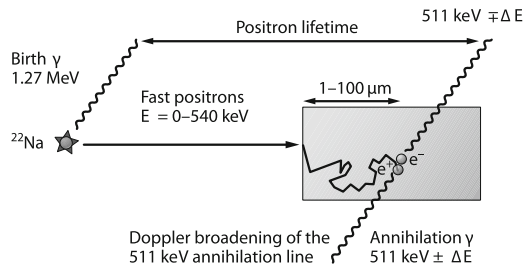 Positron lifetime
511 keV ∓Δ E
Birth γ
1.27 MeV
Fast positrons
E = 0–540 keV
1–100 μm
²²Na
e⁺
e⁻
Doppler broadening of the
511 keV annihilation line
Annihilation γ
511 keV ± ΔE